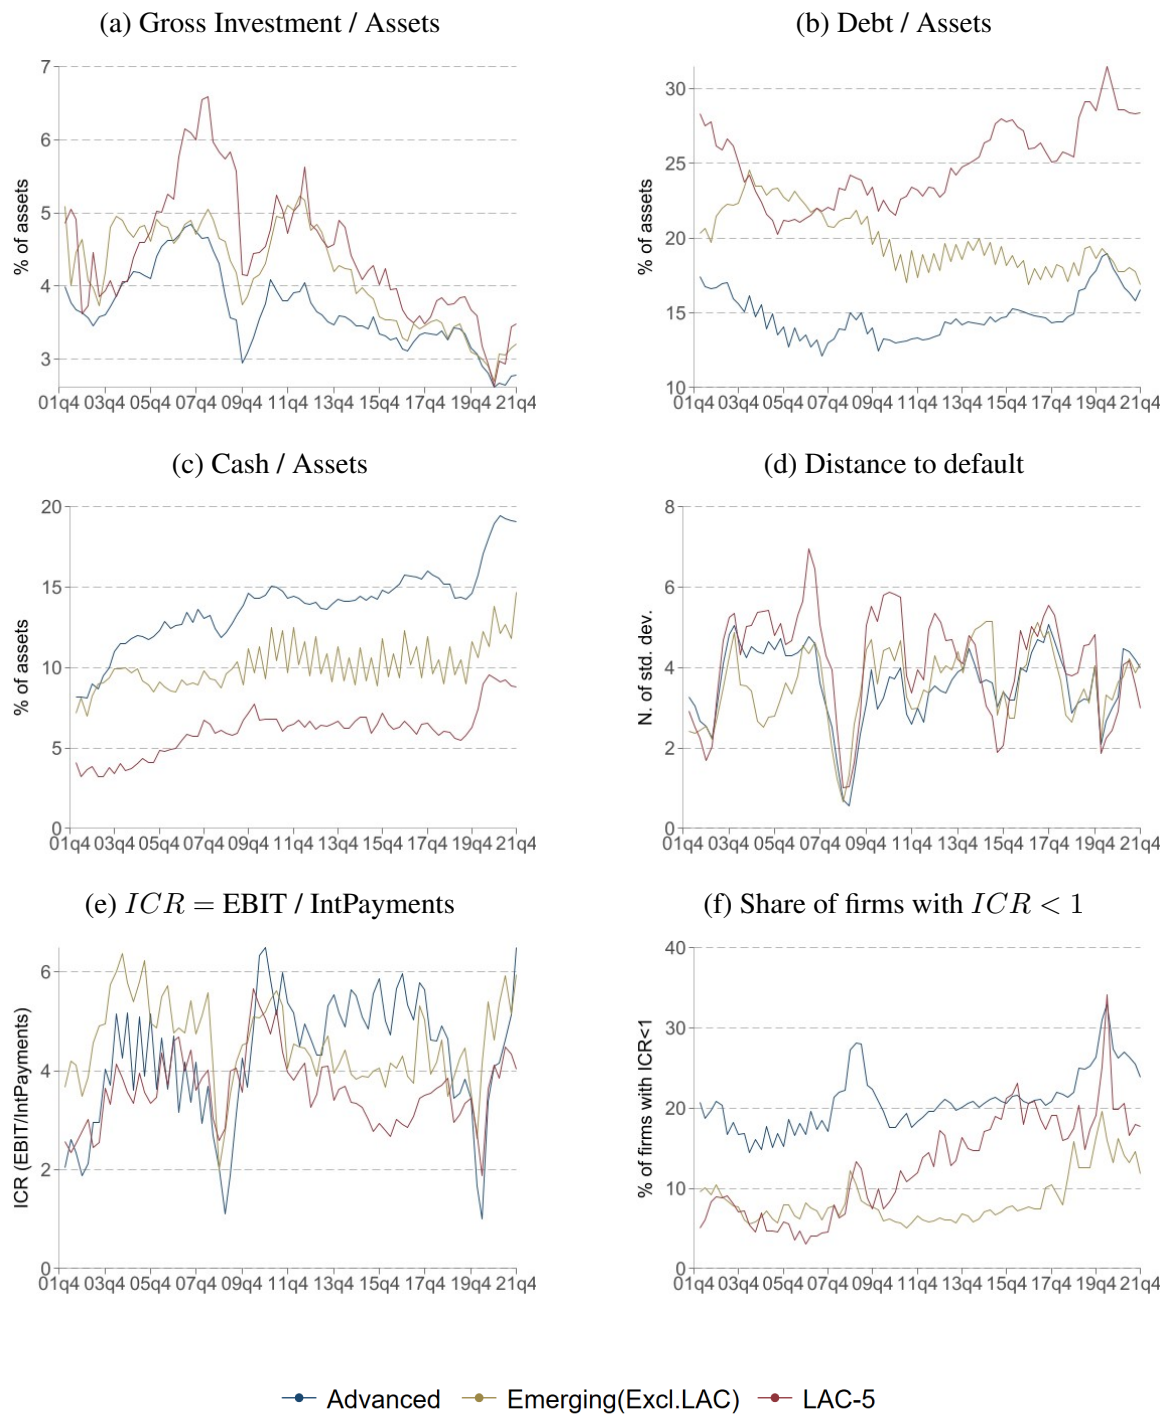 (a) Gross Investment / Assets
% of assets
7
6
5
4
3
01q4 03q4 05q4 07q4 09q4 11q4 13q4 15q4 17q4 19q4 21q4
(b) Debt / Assets
% of assets
30
25
20
15
10
01q4 03q4 05q4 07q4 09q4 11q4 13q4 15q4 17q4 19q4 21q4
(c) Cash / Assets
% of assets
20
15
10
5
0
01q4 03q4 05q4 07q4 09q4 11q4 13q4 15q4 17q4 19q4 21q4
(d) Distance to default
N. of std. dev.
8
6
4
2
0
01q4 03q4 05q4 07q4 09q4 11q4 13q4 15q4 17q4 19q4 21q4
(e) ICR = EBIT / IntPayments
ICR (EBIT/IntPayments)
6
4
2
0
01q4 03q4 05q4 07q4 09q4 11q4 13q4 15q4 17q4 19q4 21q4
(f) Share of firms with ICR < 1
% of firms with ICR<1
40
30
20
10
0
01q4 03q4 05q4 07q4 09q4 11q4 13q4 15q4 17q4 19q4 21q4
Advanced Emerging(Excl.LAC) LAC-5